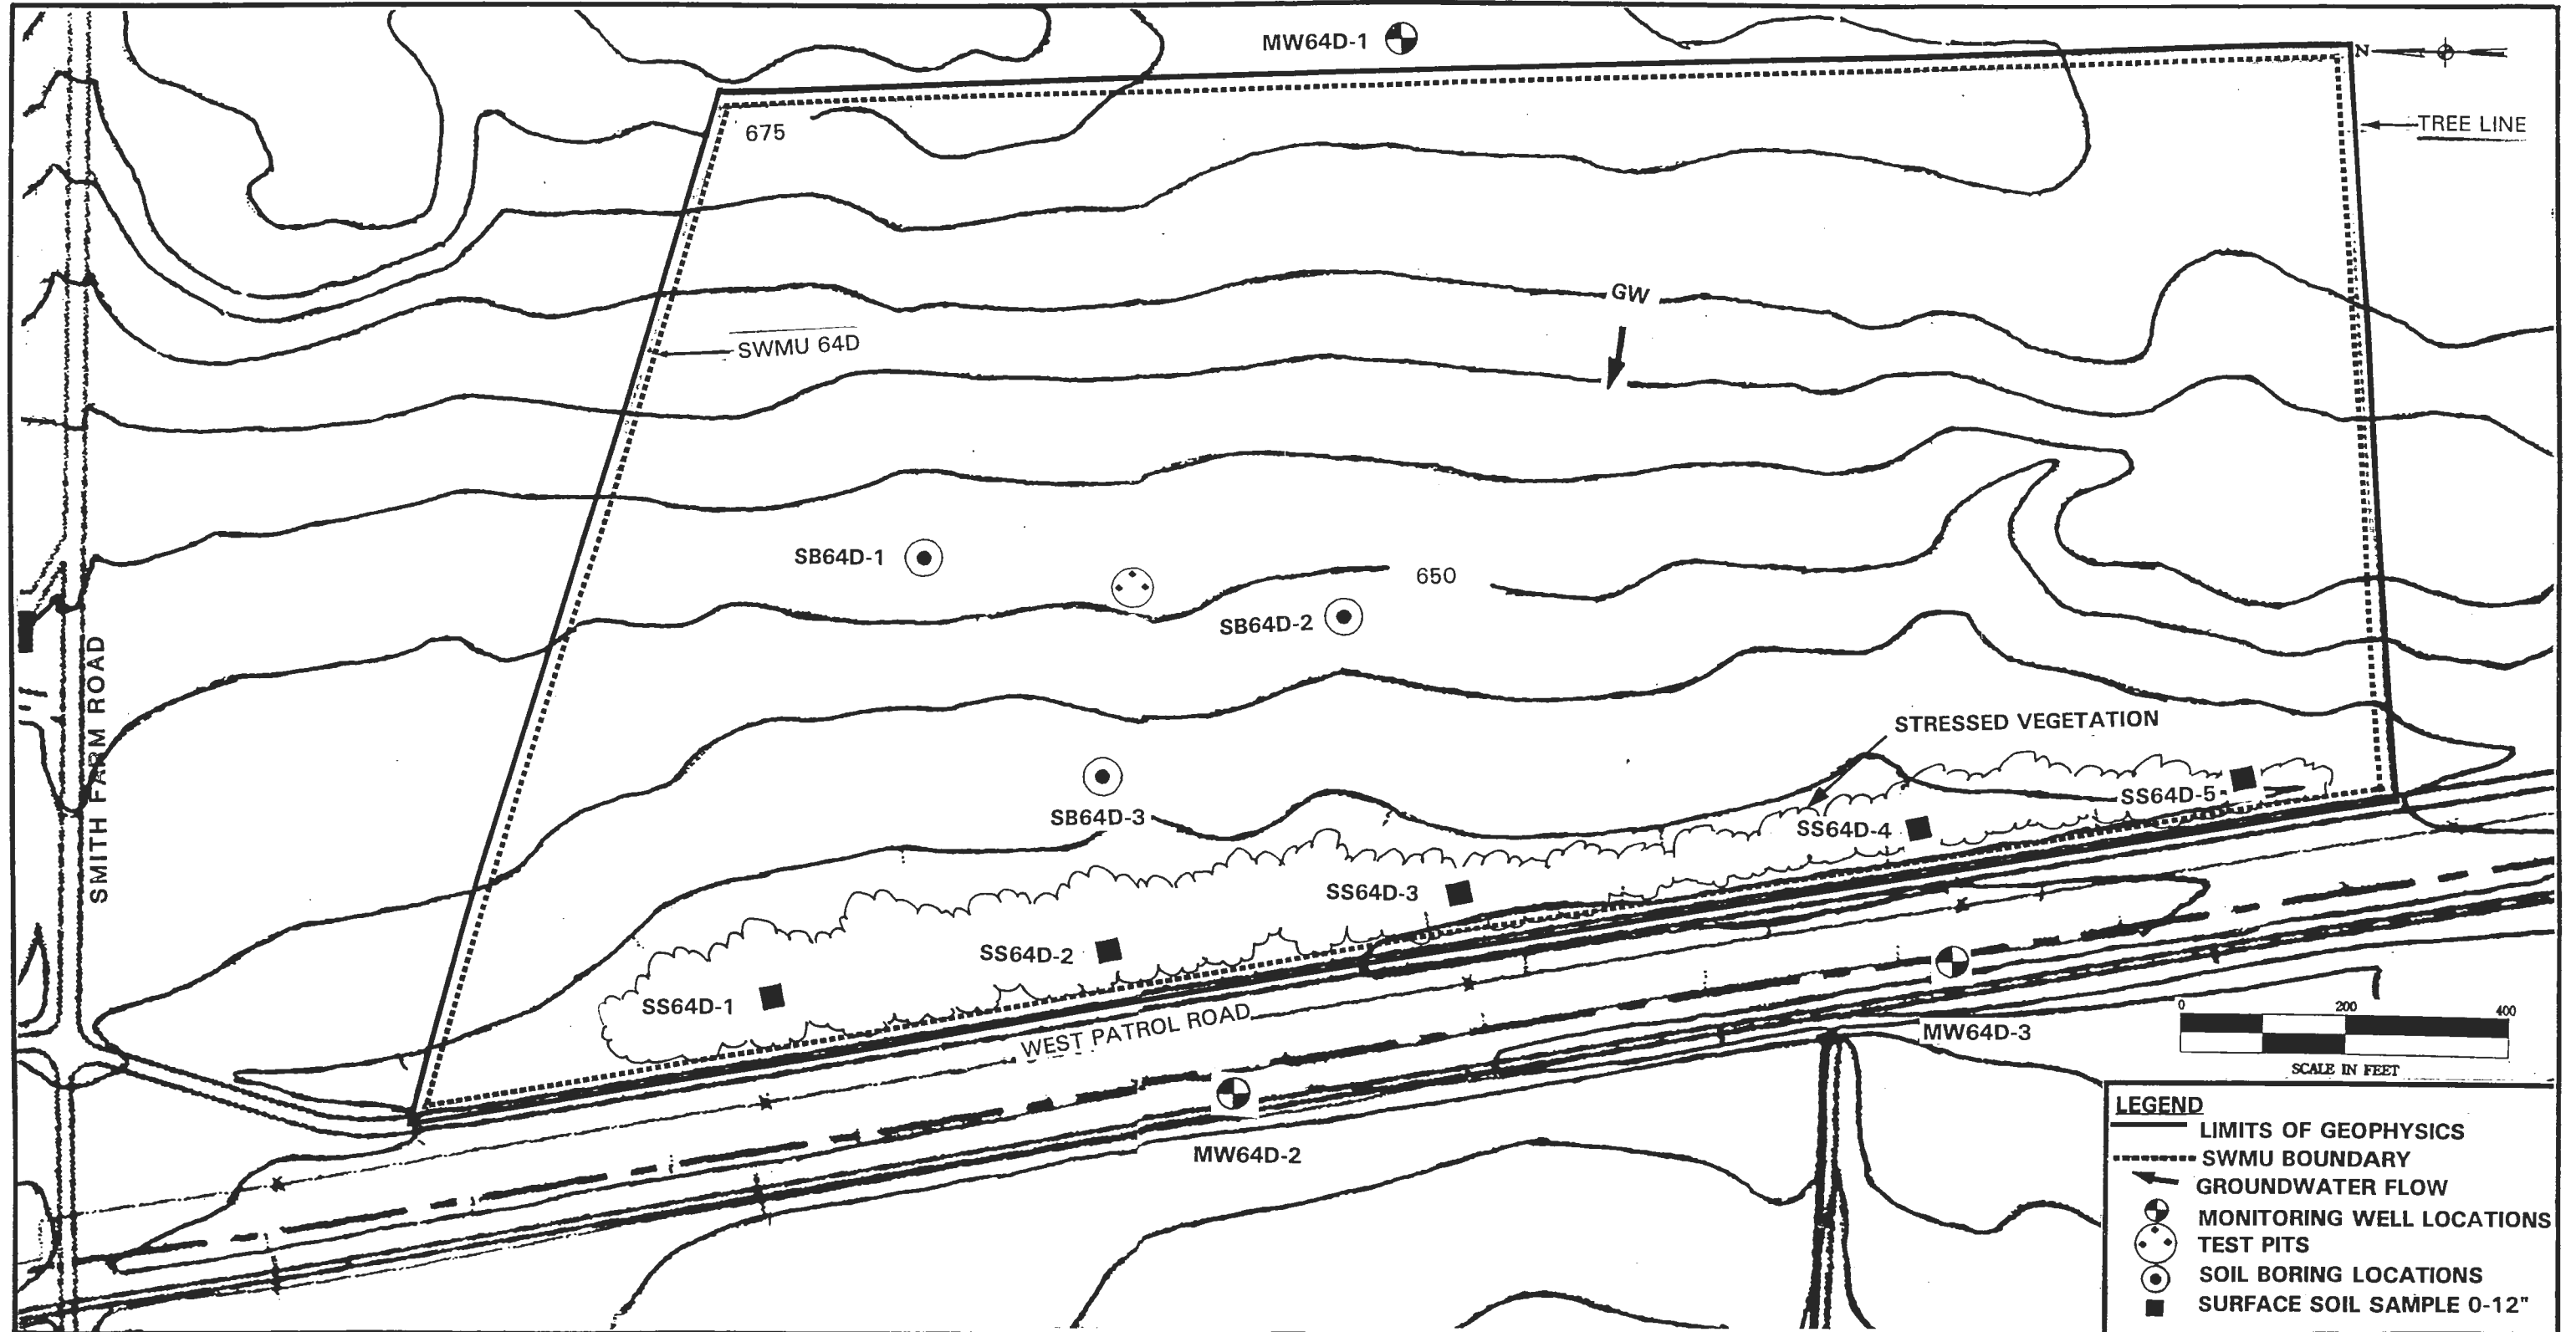 MW64D-1
N
675
TREE LINE
GW
SWMU 64D
SB64D-1
650
SB64D-2
SMITH FARM ROAD
STRESSED VEGETATION
SB64D-3
SS64D-5
SS64D-4
SS64D-3
SS64D-2
SS64D-1
WEST PATROL ROAD
MW64D-3
MW64D-2
0 200 400
SCALE IN FEET
LEGEND
LIMITS OF GEOPHYSICS
SWMU BOUNDARY
GROUNDWATER FLOW
MONITORING WELL LOCATIONS
TEST PITS
SOIL BORING LOCATIONS
SURFACE SOIL SAMPLE 0-12"